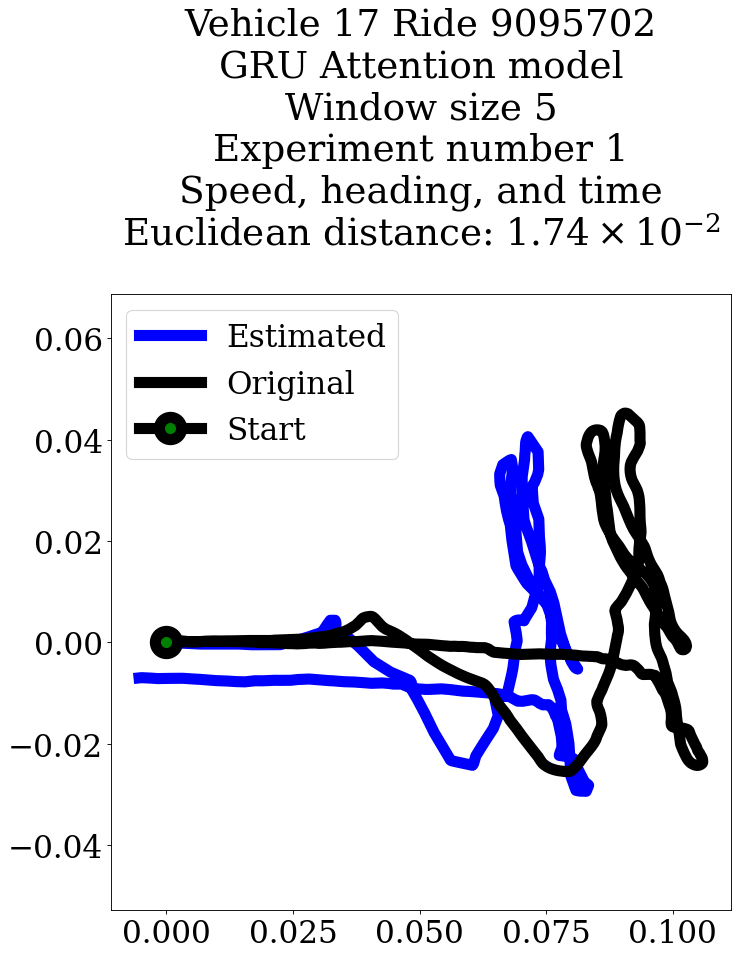 Vehicle 17 Ride 9095702
GRU Attention model
Window size 5
Experiment number 1
Speed, heading, and time
Euclidean distance: 1.74 × 10⁻²
Estimated
Original
Start
0.06
0.04
0.02
0.00
−0.02
−0.04
0.000 0.025 0.050 0.075 0.100